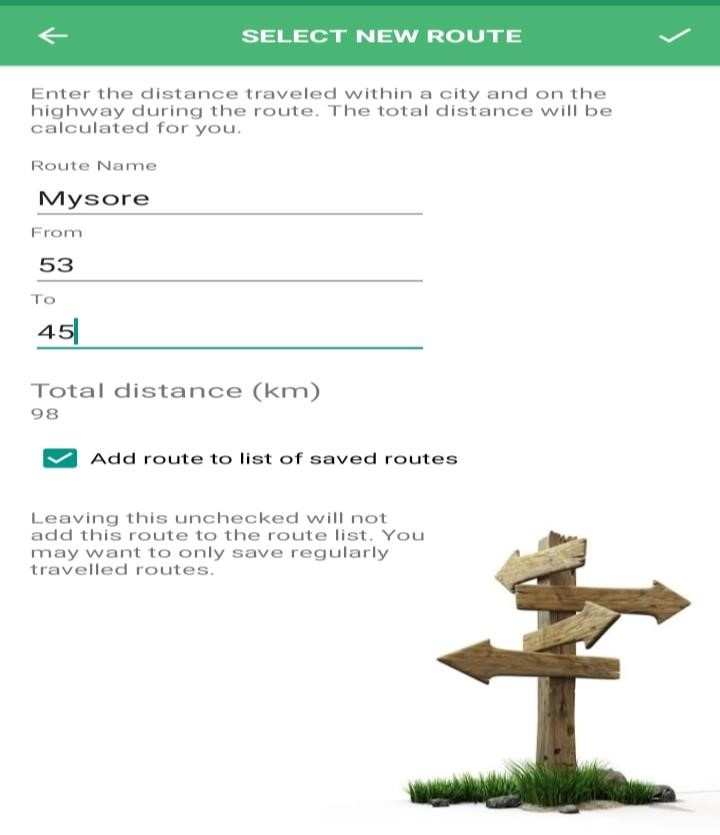 SELECT NEW ROUTE
Enter the distance traveled within a city and on the
highway during the route. The total distance will be
calculated for you.
Route Name
Mysore
From
53
To
45
Total distance (km)
98
Add route to list of saved routes
Leaving this unchecked will not
add this route to the route list. You
may want to only save regularly
travelled routes.